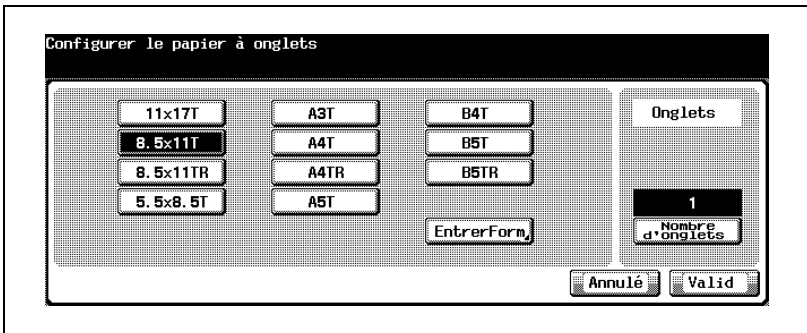 Configurer le papier à onglets
11x17T A3T B4T Onglets
8.5x11T A4T B5T
8.5x11TR A4TR B5TR
5.5x8.5T A5T 1
EntrerForm. Nombre
d'onglets
Annulé Valid